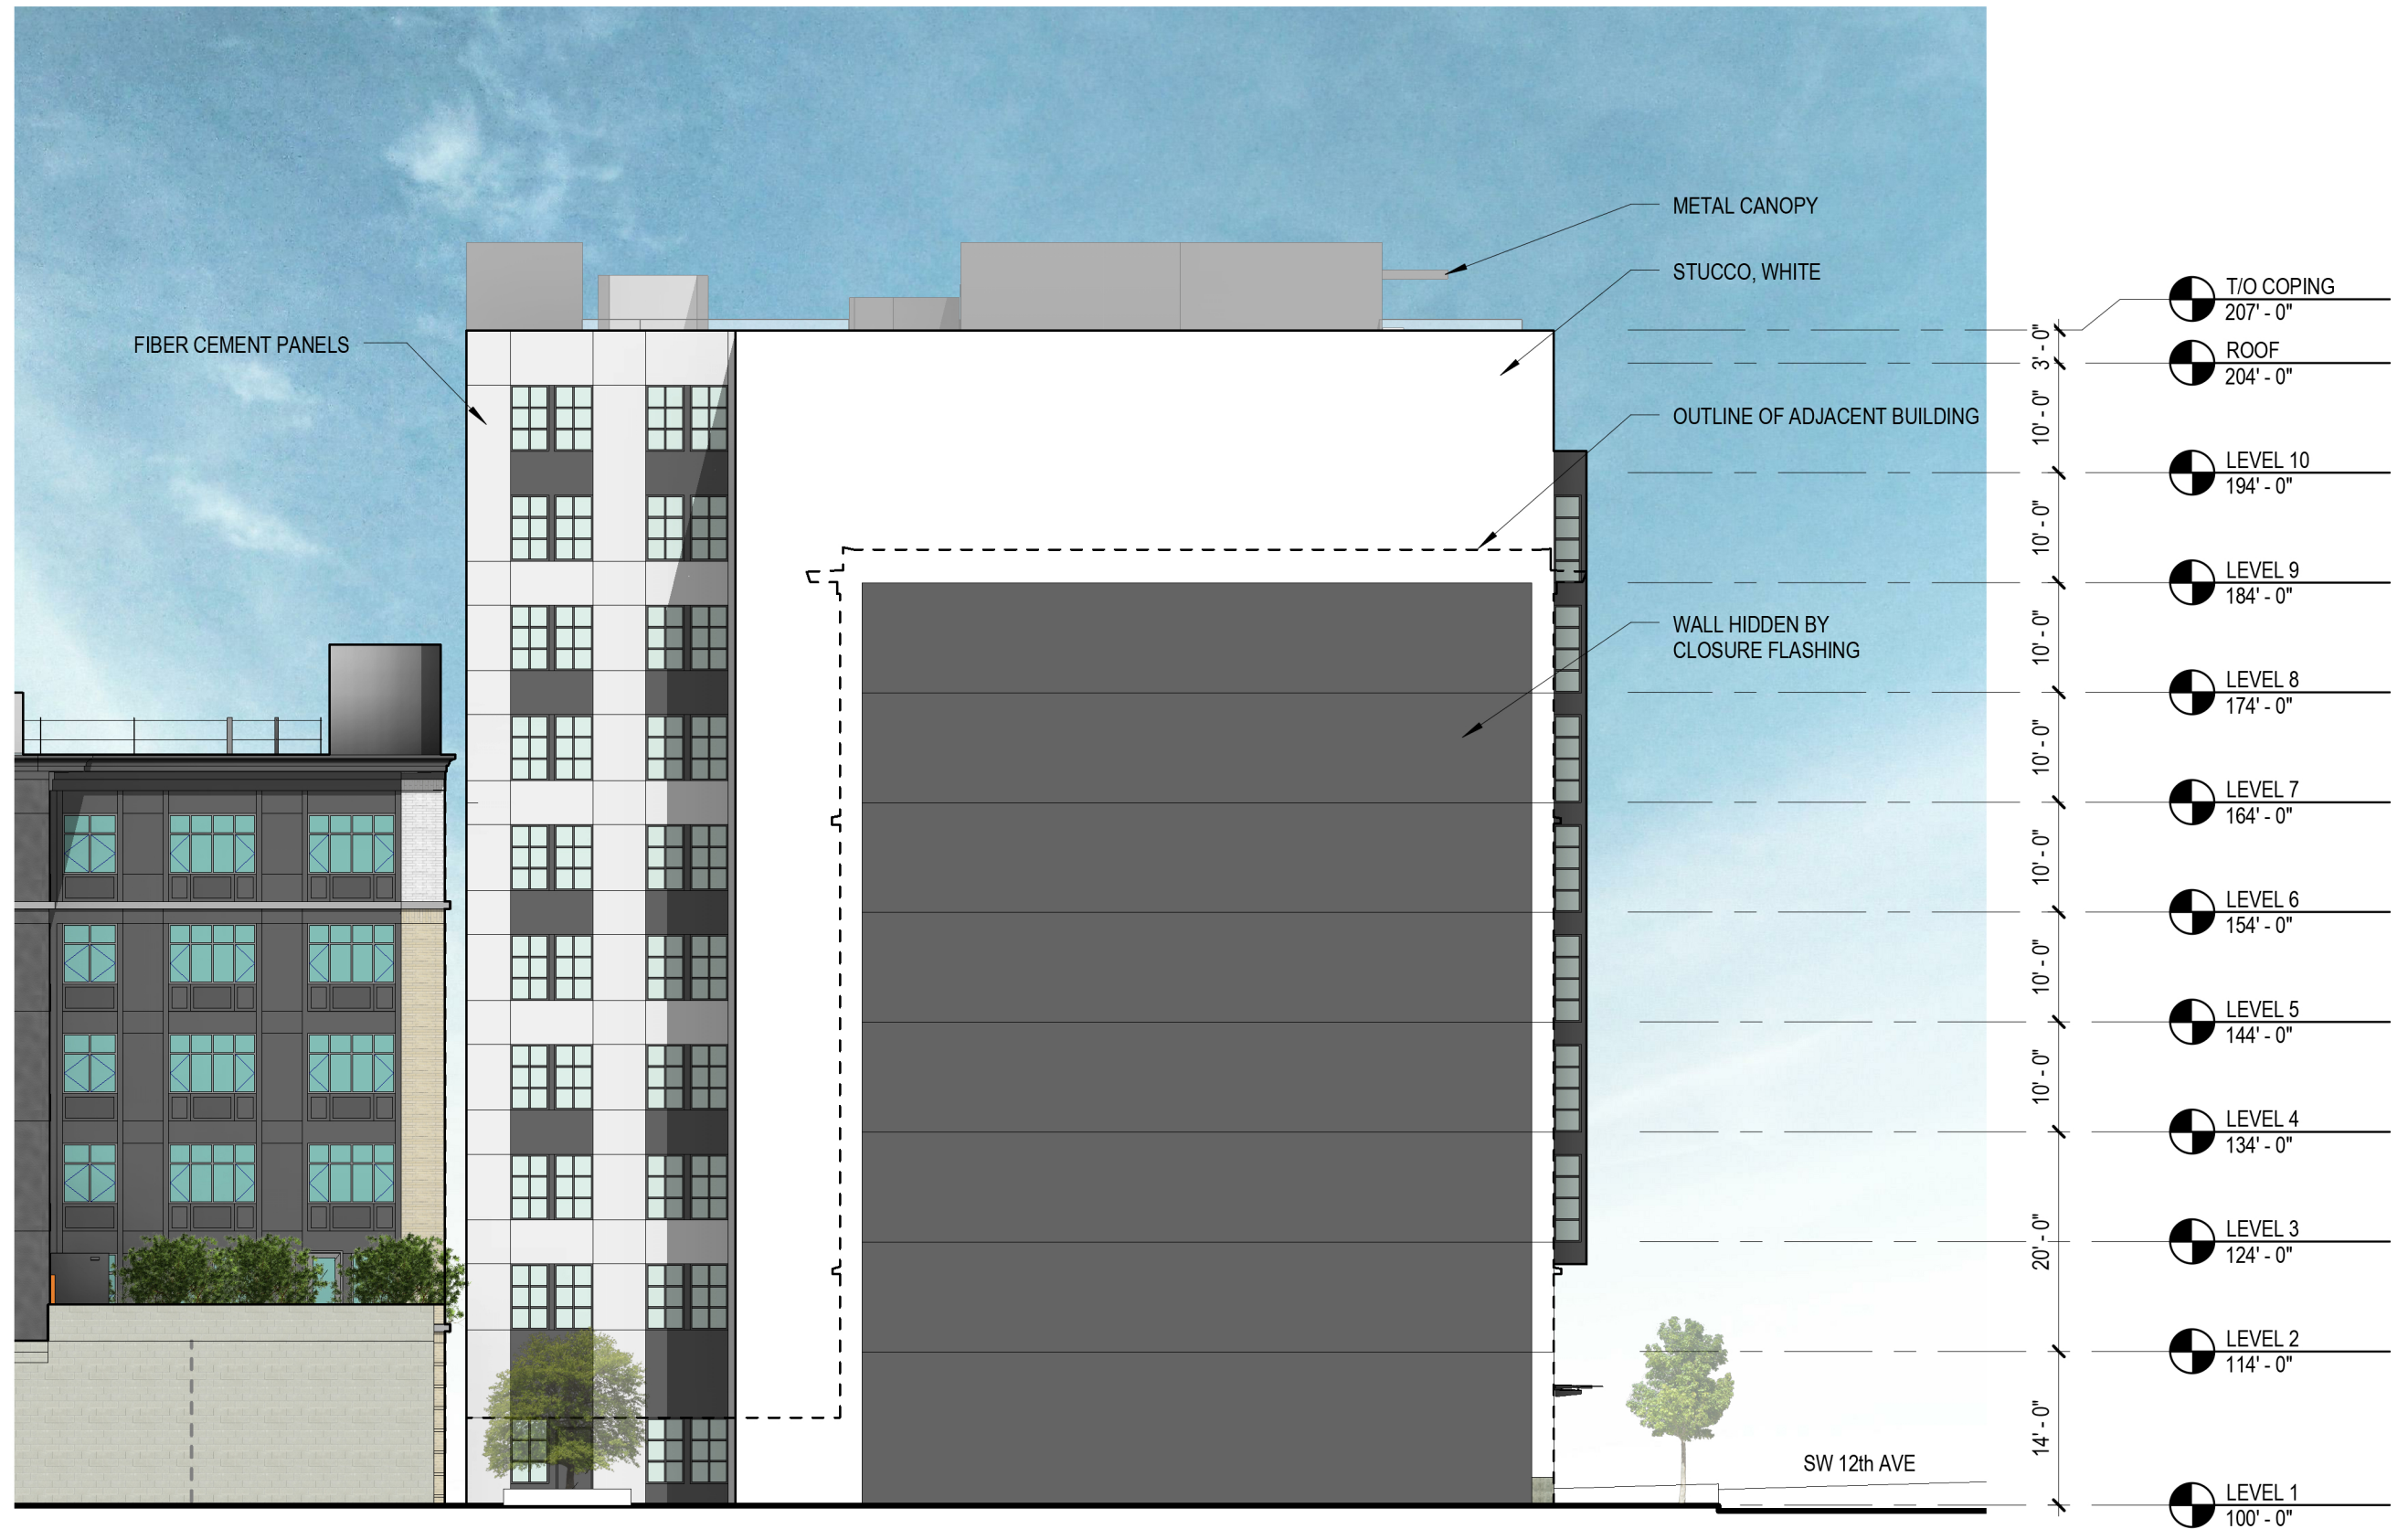 METAL CANOPY
STUCCO, WHITE
FIBER CEMENT PANELS
OUTLINE OF ADJACENT BUILDING
WALL HIDDEN BY
CLOSURE FLASHING
SW 12th AVE
3' - 0"
10' - 0"
10' - 0"
10' - 0"
10' - 0"
10' - 0"
10' - 0"
10' - 0"
20' - 0"
14' - 0"
T/O COPING
207' - 0"
ROOF
204' - 0"
LEVEL 10
194' - 0"
LEVEL 9
184' - 0"
LEVEL 8
174' - 0"
LEVEL 7
164' - 0"
LEVEL 6
154' - 0"
LEVEL 5
144' - 0"
LEVEL 4
134' - 0"
LEVEL 3
124' - 0"
LEVEL 2
114' - 0"
LEVEL 1
100' - 0"